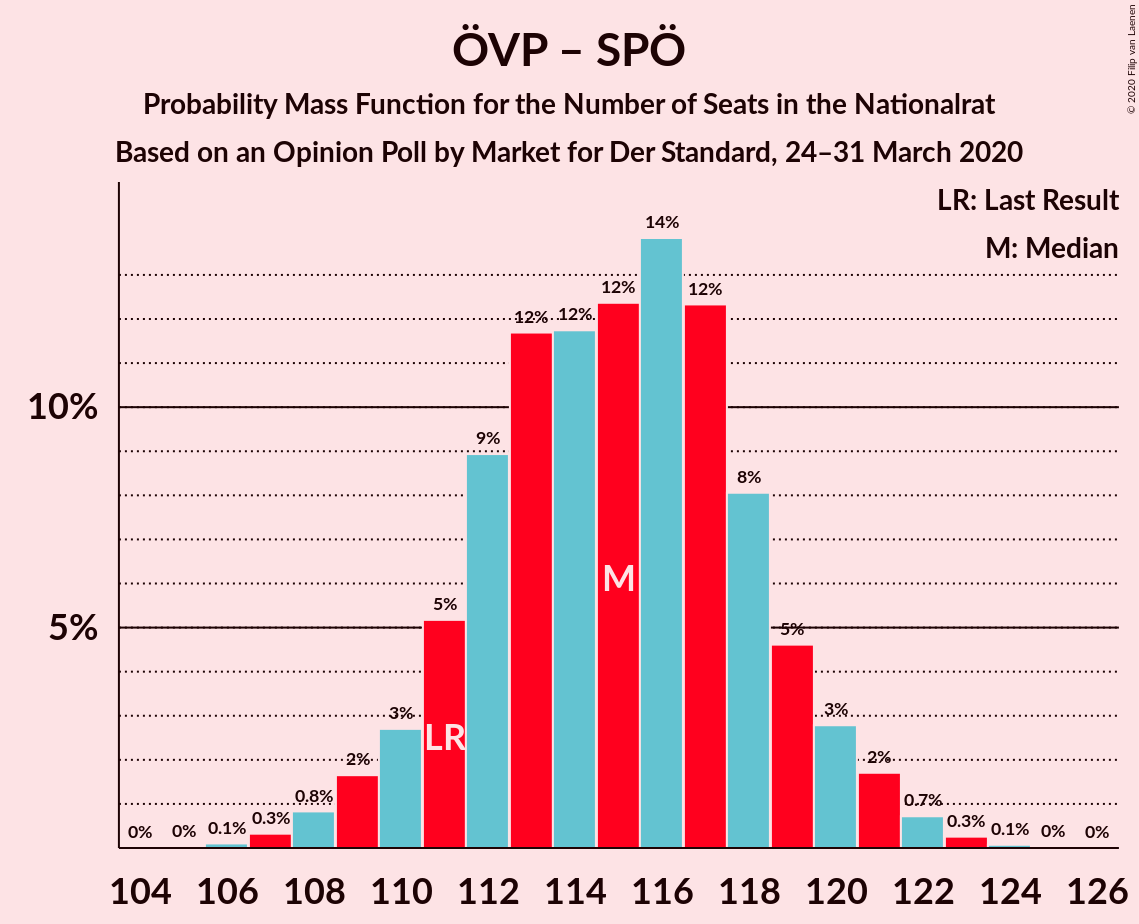 ÖVP – SPÖ
Probability Mass Function for the Number of Seats in the Nationalrat
Based on an Opinion Poll by Market for Der Standard, 24–31 March 2020
© 2020 Filip van Laenen
LR: Last Result
M: Median
10%
5%
0% 0% 0.1% 0.3% 0.8% 2% 3% 5% 9% 12% 12% 12% 14% 12% 8% 5% 3% 2% 0.7% 0.3% 0.1% 0% 0%
M
LR
104 106 108 110 112 114 116 118 120 122 124 126